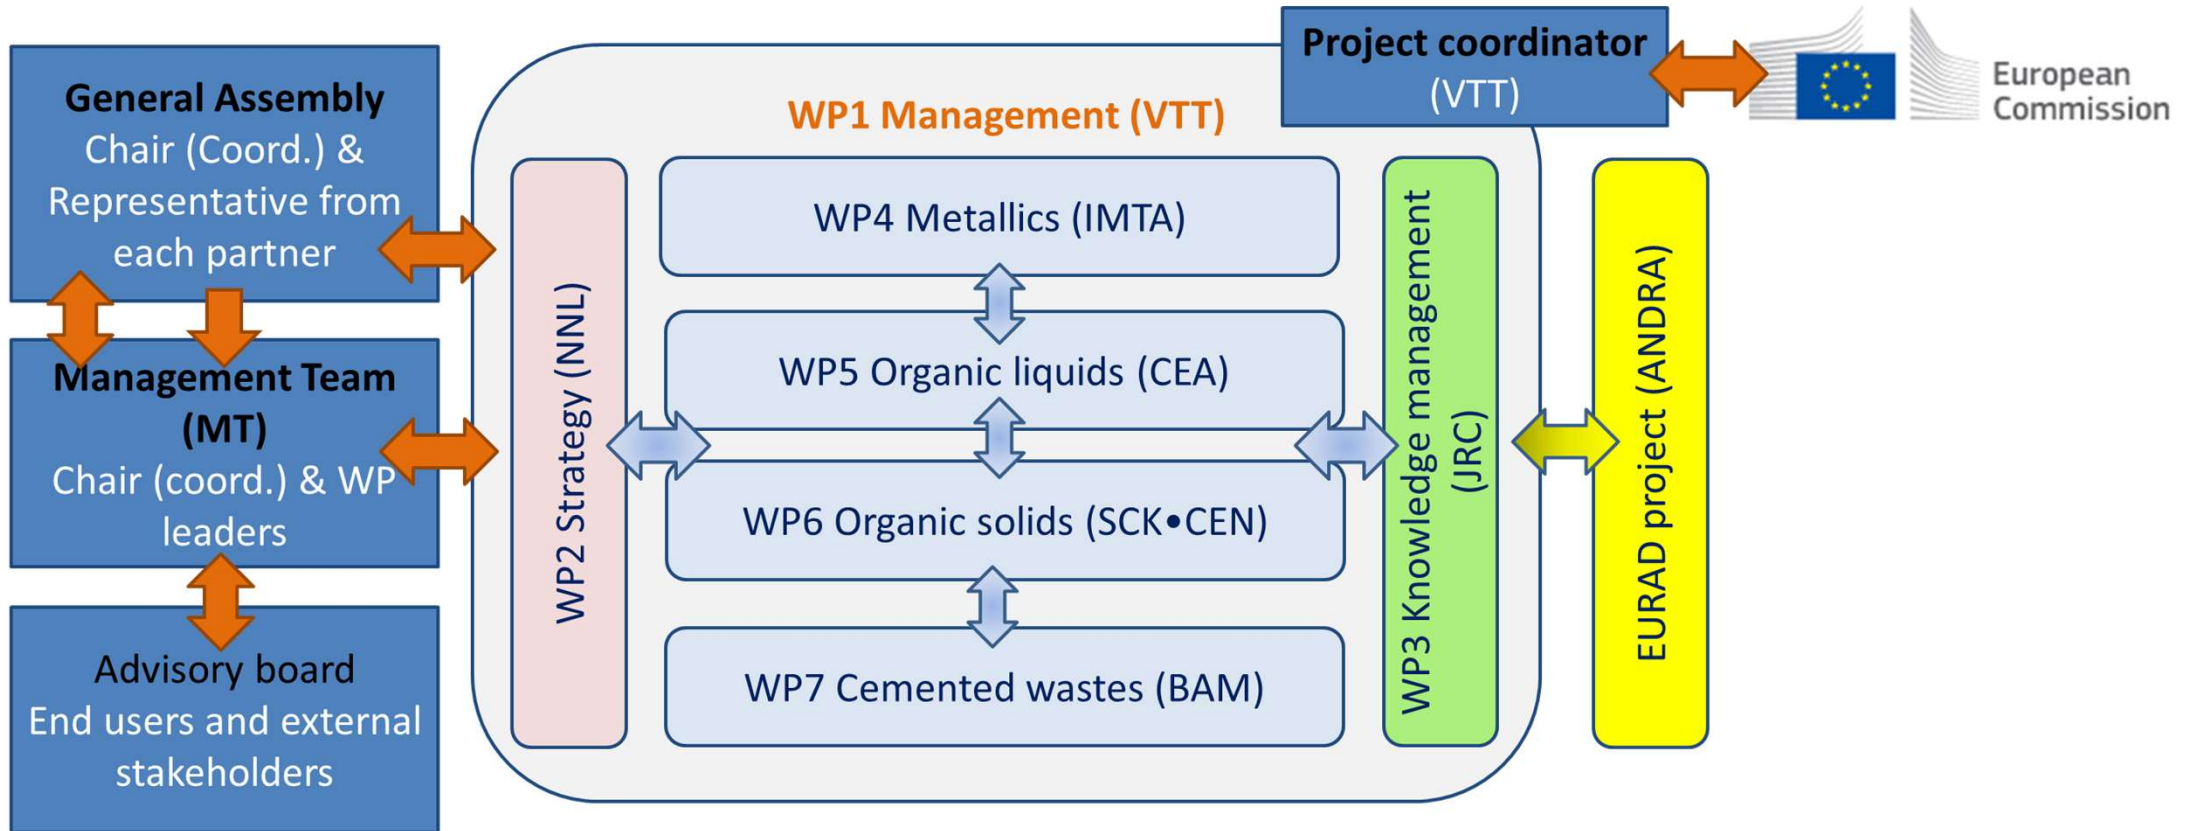 General Assembly
Chair (Coord.) &
Representative from
each partner
Management Team
(MT)
Chair (coord.) & WP
leaders
Advisory board
End users and external
stakeholders
WP1 Management (VTT)
WP2 Strategy (NNL)
WP4 Metallics (IMTA)
WP5 Organic liquids (CEA)
WP6 Organic solids (SCK•CEN)
WP7 Cemented wastes (BAM)
WP3 Knowledge management
(JRC)
Project coordinator
(VTT)
European
Commission
EURAD project (ANDRA)